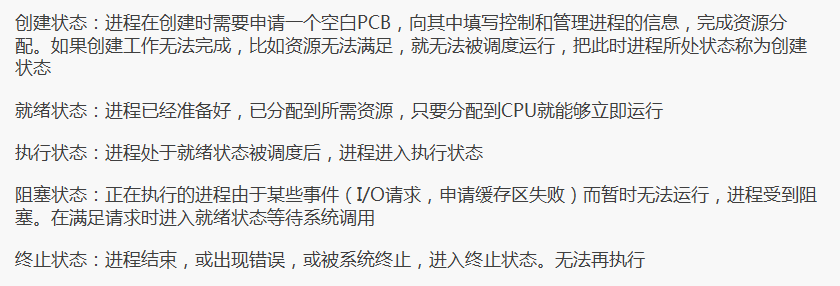 创建状态：进程在创建时需要申请一个空白PCB，向其中填写控制和管理进程的信息，完成资源分
配。如果创建工作无法完成，比如资源无法满足，就无法被调度运行，把此时进程所处状态称为创建
状态
就绪状态：进程已经准备好，已分配到所需资源，只要分配到CPU就能够立即运行
执行状态：进程处于就绪状态被调度后，进程进入执行状态
阻塞状态：正在执行的进程由于某些事件（I/O请求，申请缓存区失败）而暂时无法运行，进程受到阻
塞。在满足请求时进入就绪状态等待系统调用
终止状态：进程结束，或出现错误，或被系统终止，进入终止状态。无法再执行